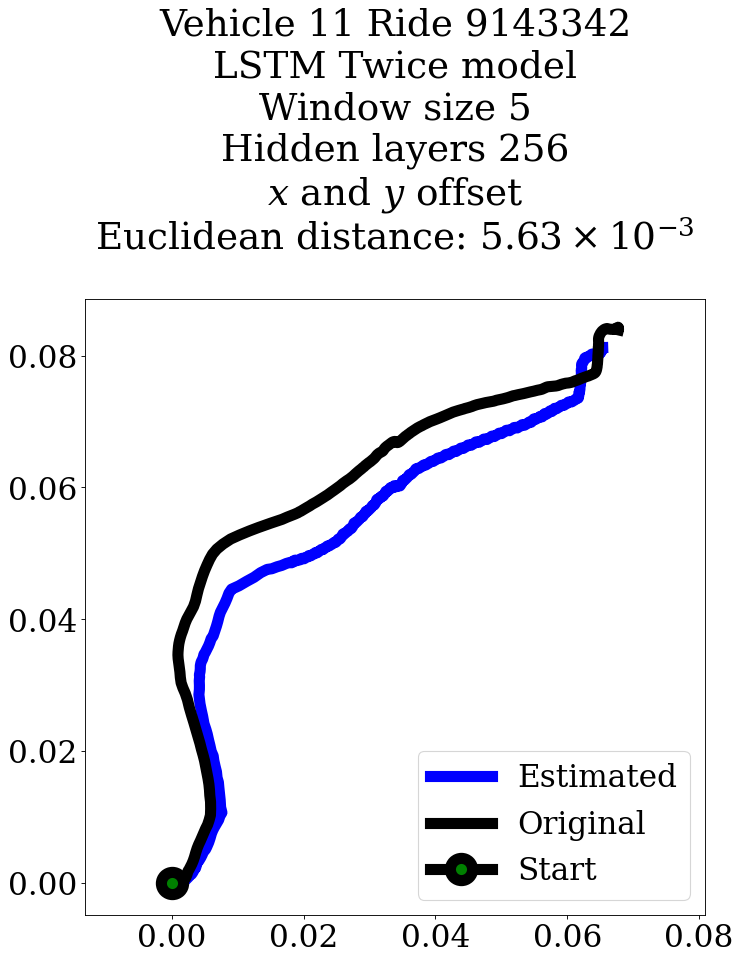 Vehicle 11 Ride 9143342
LSTM Twice model
Window size 5
Hidden layers 256
x and y offset
Euclidean distance: 5.63 × 10⁻³
0.08
0.06
0.04
0.02
0.00
Estimated
Original
Start
0.00 0.02 0.04 0.06 0.08